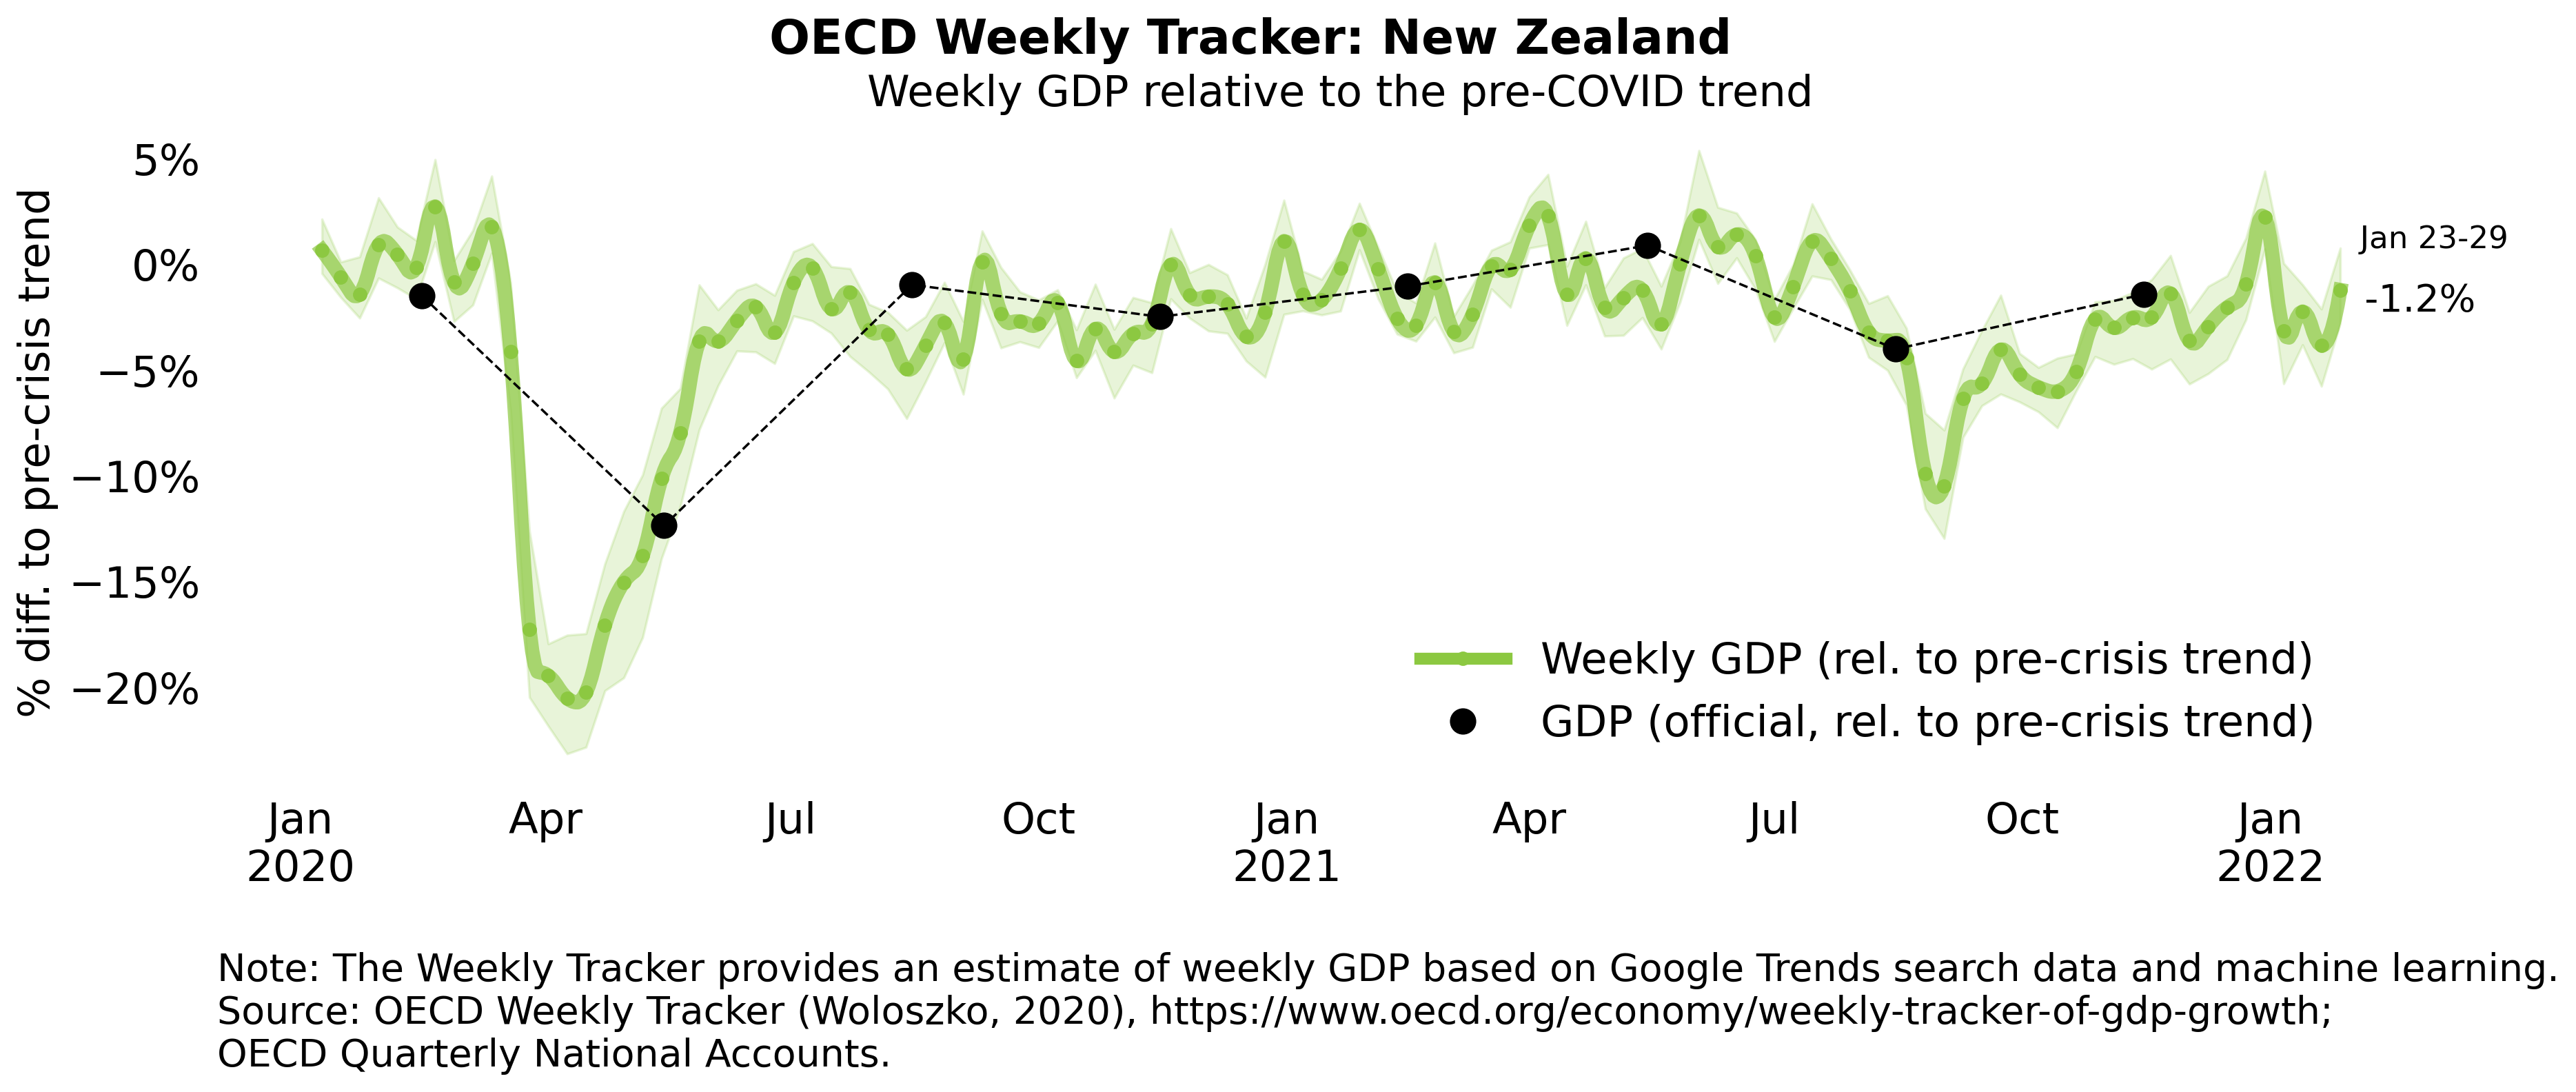 OECD Weekly Tracker: New Zealand
Weekly GDP relative to the pre-COVID trend
% diff. to pre-crisis trend
5%
0%
−5%
−10%
−15%
−20%
Jan 23-29
-1.2%
Weekly GDP (rel. to pre-crisis trend)
GDP (official, rel. to pre-crisis trend)
Jan Apr Jul Oct Jan Apr Jul Oct Jan
2020 2021 2022
Note: The Weekly Tracker provides an estimate of weekly GDP based on Google Trends search data and machine learning.
Source: OECD Weekly Tracker (Woloszko, 2020), https://www.oecd.org/economy/weekly-tracker-of-gdp-growth;
OECD Quarterly National Accounts.